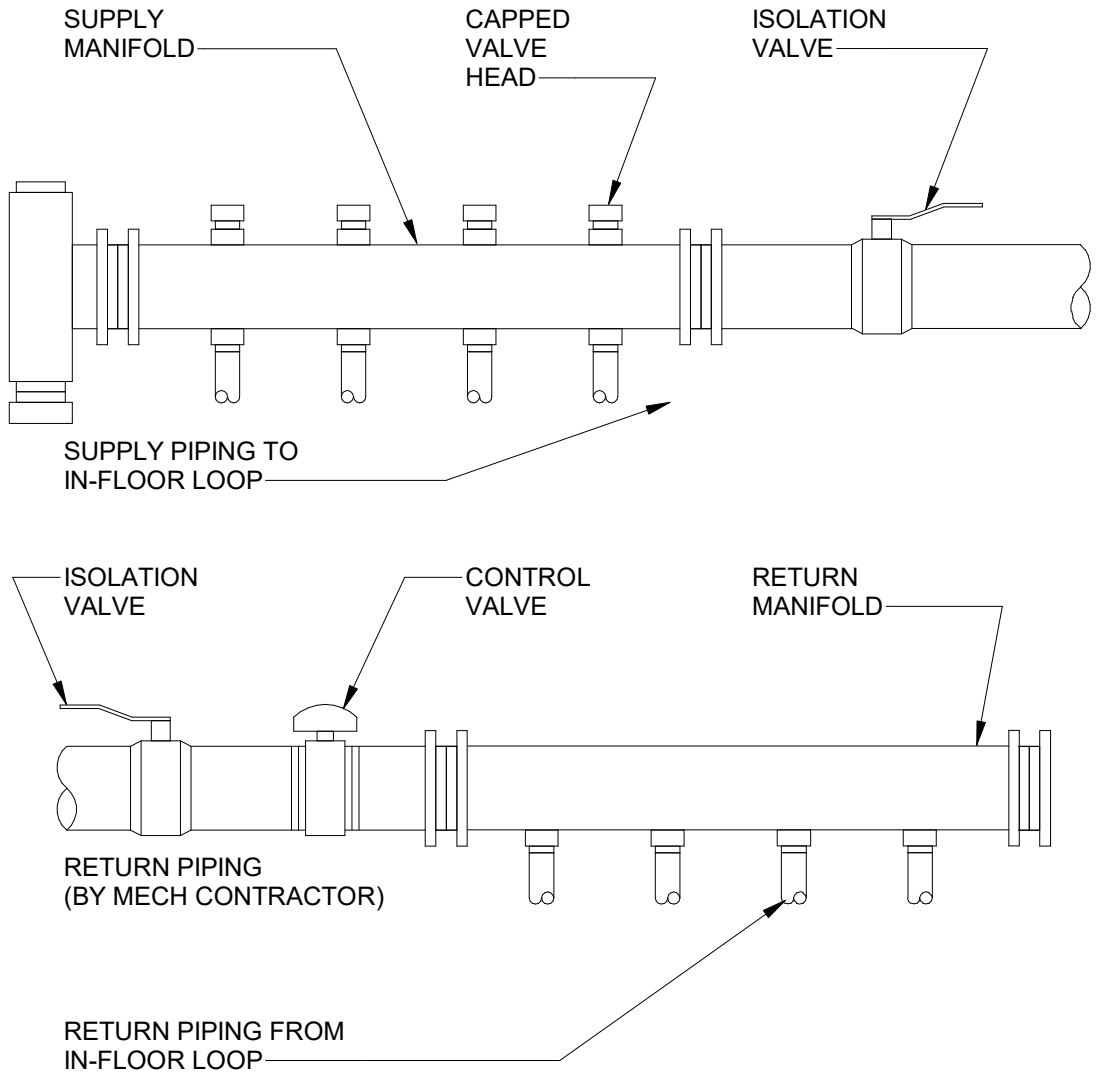 SUPPLY
MANIFOLD
CAPPED
VALVE
HEAD
ISOLATION
VALVE
SUPPLY PIPING TO
IN-FLOOR LOOP
ISOLATION
VALVE
CONTROL
VALVE
RETURN
MANIFOLD
RETURN PIPING
(BY MECH CONTRACTOR)
RETURN PIPING FROM
IN-FLOOR LOOP